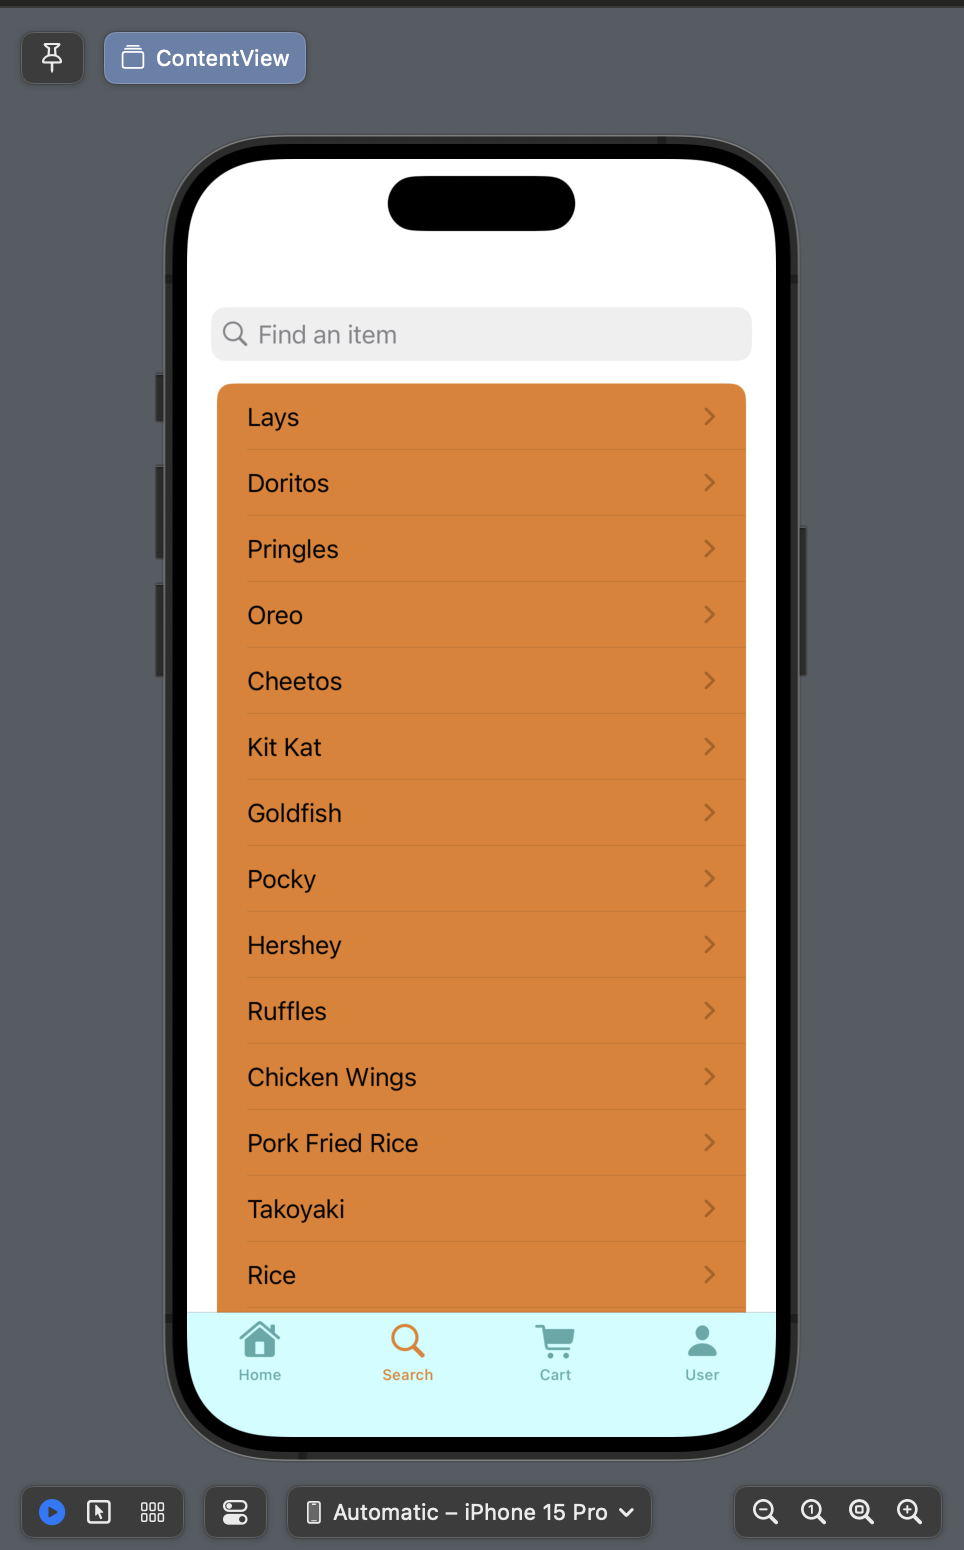 ContentView
Find an item
Lays
Doritos
Pringles
Oreo
Cheetos
Kit Kat
Goldfish
Pocky
Hershey
Ruffles
Chicken Wings
Pork Fried Rice
Takoyaki
Rice
Home Search Cart User
Automatic – iPhone 15 Pro
1